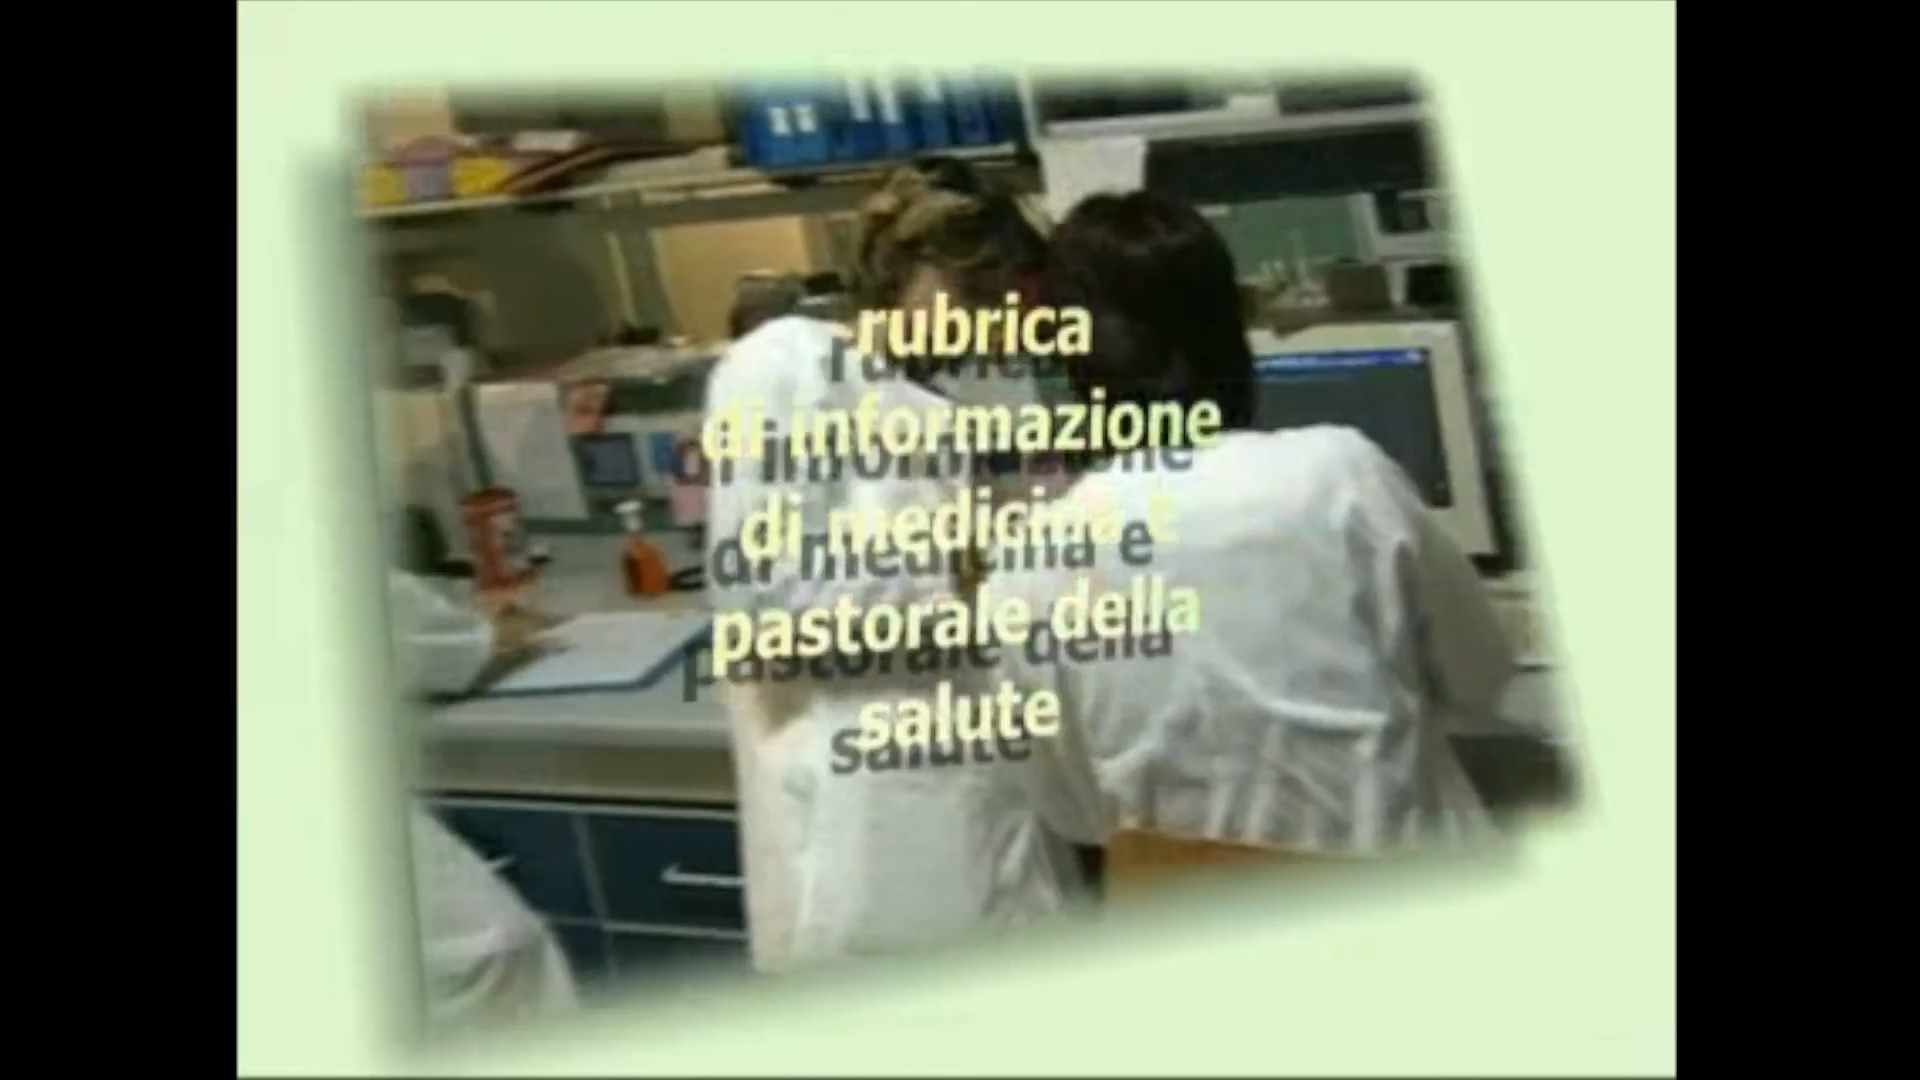 rubrica
di informazione
di medicina e
pastorale della
salute